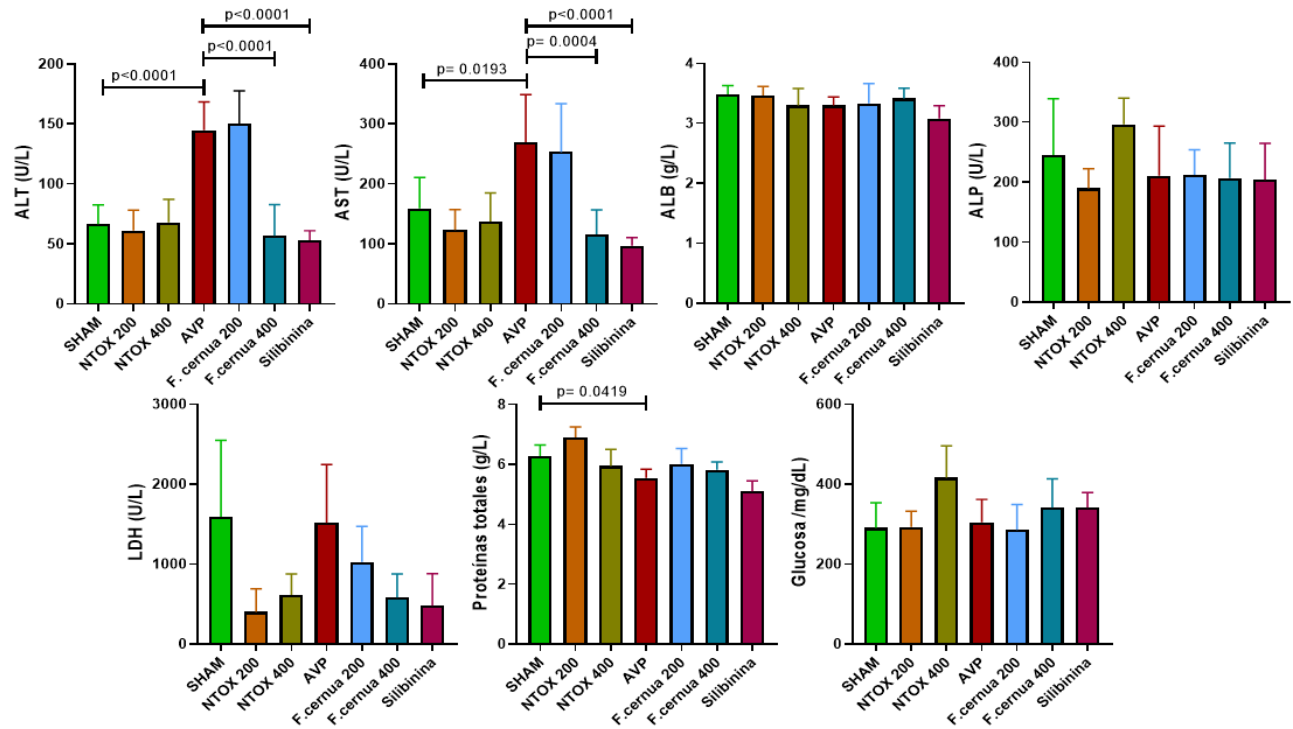 p<0.0001
p<0.0001
p<0.0001
ALT (U/L)
200
150
100
50
0
SHAM
NTOX 200
NTOX 400
AVP
F. cernua 200
F.cernua 400
Silibinina
p<0.0001
p= 0.0004
p= 0.0193
AST (U/L)
400
300
200
100
0
SHAM
NTOX 200
NTOX 400
AVP
F. cernua 200
F.cernua 400
Silibinina
ALB (g/L)
4
3
2
1
0
SHAM
NTOX 200
NTOX 400
AVP
F.cernua 200
F.cernua 400
Silibinina
ALP (U/L)
400
300
200
100
0
SHAM
NTOX 200
NTOX 400
AVP
F.cernua 200
F.cernua 400
Silibinina
LDH (U/L)
3000
2000
1000
0
SHAM
NTOX 200
NTOX 400
AVP
F.cernua 200
F.cernua 400
Silibinina
p= 0.0419
Proteínas totales (g/L)
8
6
4
2
0
SHAM
NTOX 200
NTOX 400
AVP
F.cernua 200
F.cernua 400
Silibinina
Glucosa /mg/dL)
600
400
200
0
SHAM
NTOX 200
NTOX 400
AVP
F.cernua 200
F.cernua 400
Silibinina